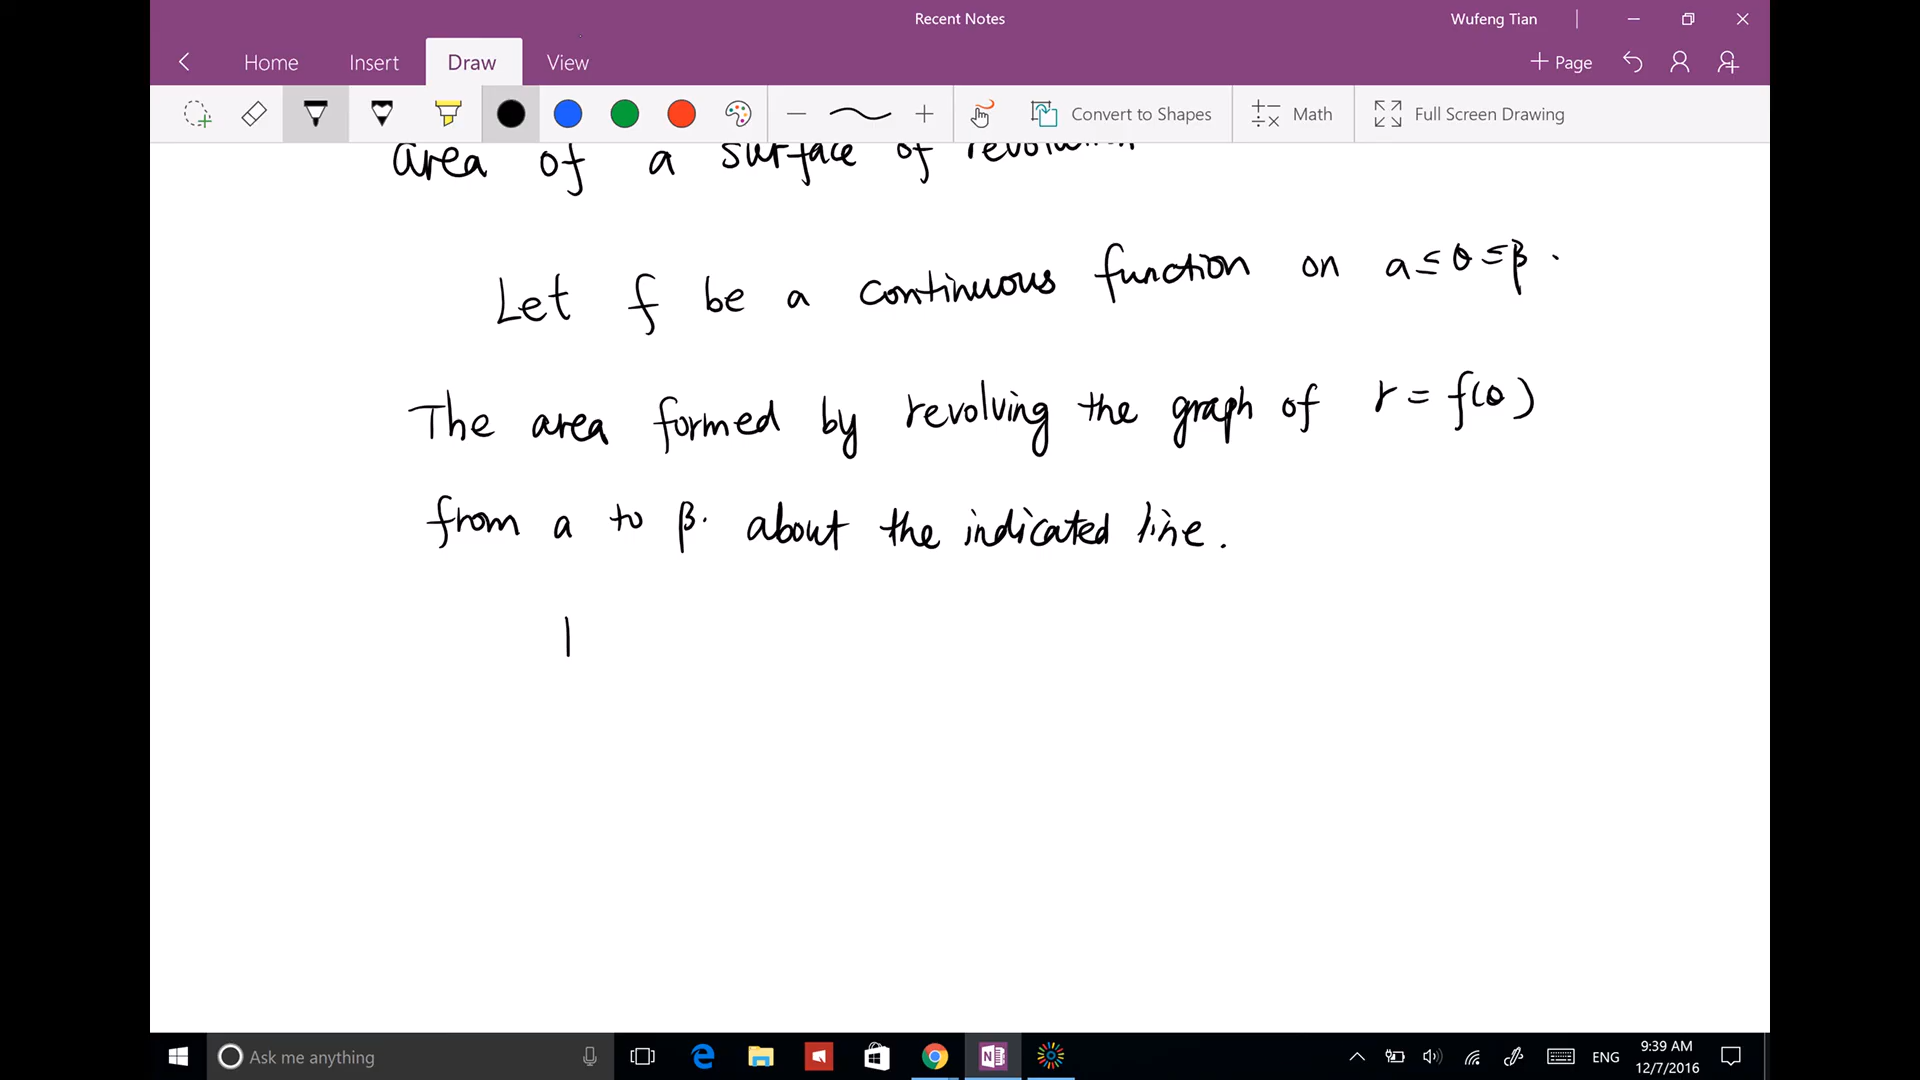 Recent Notes
Wufeng Tian
Home Insert Draw View
Page
Convert to Shapes
Math
Full Screen Drawing
area of a surface of revolution
Let f be a continuous function on a ≤ θ ≤ β.
The area formed by revolving the graph of r = f(θ)
from a to β. about the indicated line.
|
Ask me anything
ENG
9:39 AM
12/7/2016